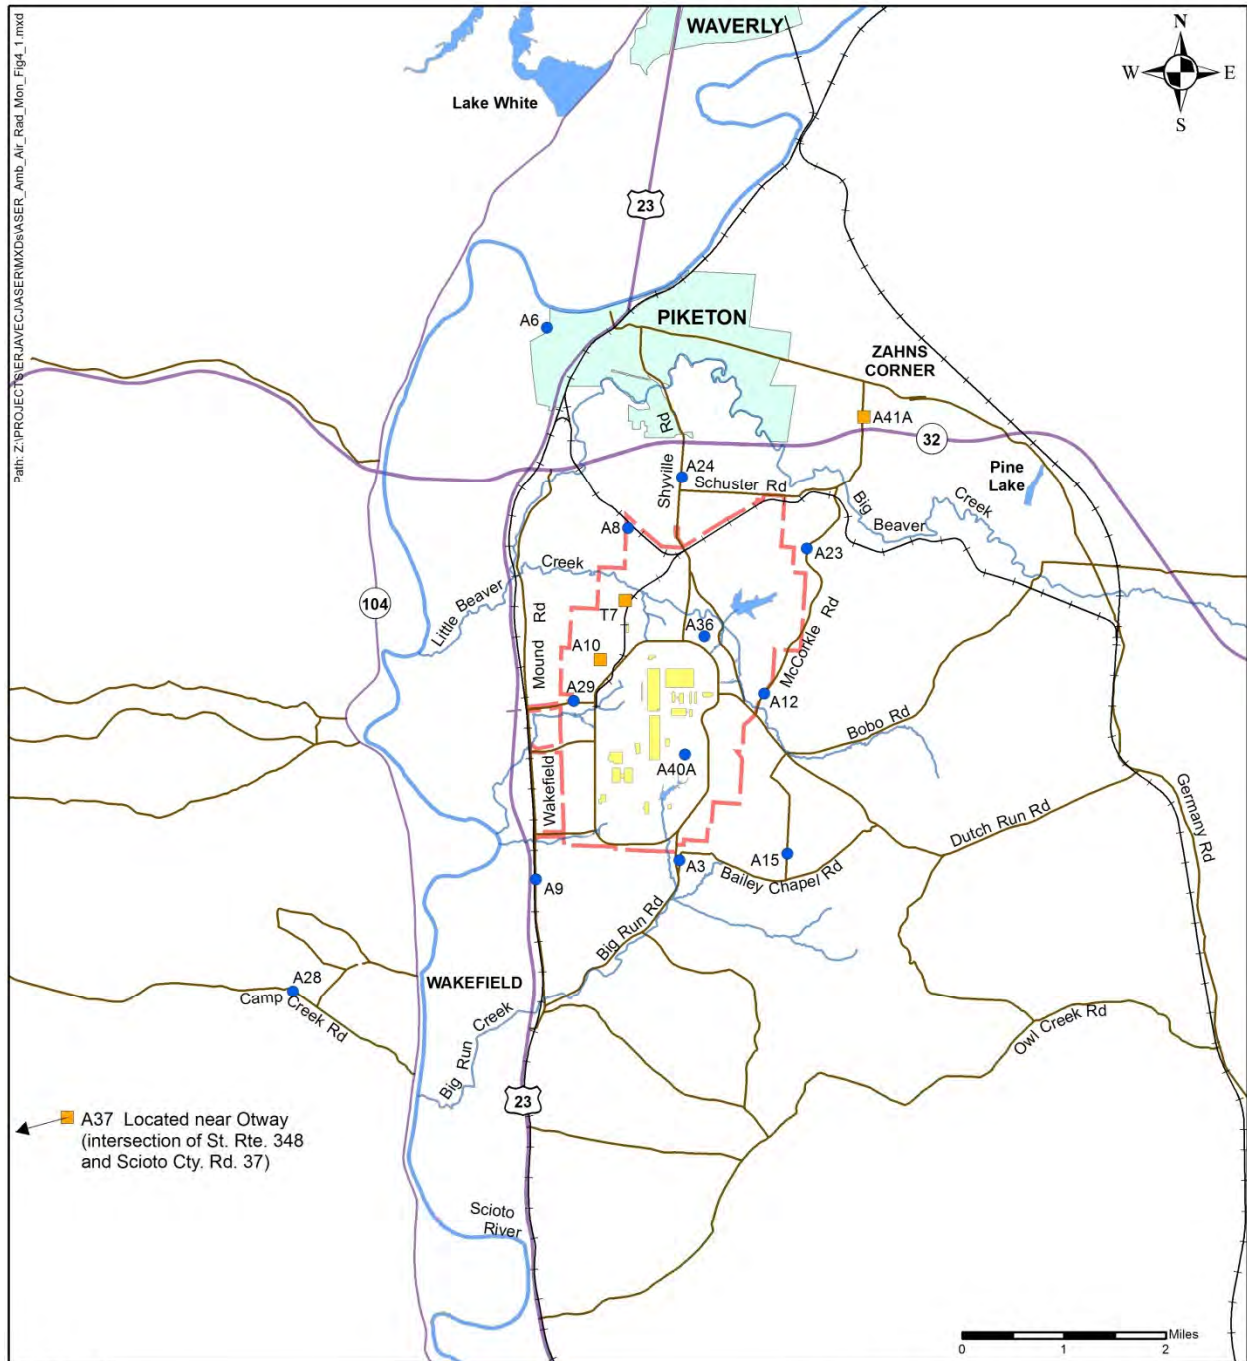 Path: Z:\PROJECTS\ERJAVECJ\ASER\MXDs\ASER_Amb_Air_Rad_Mon_Fig4_1.mxd
WAVERLY
N
W E
S
Lake White
23
A6
PIKETON
ZAHNS
CORNER
A41A
32
Shyville Rd
A24
Schuster Rd
Pine
Lake
Big Beaver Creek
A8
A23
Little Beaver Creek
104
T7
A36
McCorkle Rd
Mound Rd
A10
A29
A12
Bobo Rd
A40A
Wakefield
Germany Rd
Dutch Run Rd
A15
A3
Bailey Chapel Rd
A9
Big Run Rd
A28
WAKEFIELD
Camp Creek Rd
Big Run Creek
Owl Creek Rd
23
A37 Located near Otway
(intersection of St. Rte. 348
and Scioto Cty. Rd. 37)
Scioto
River
Miles
0 1 2